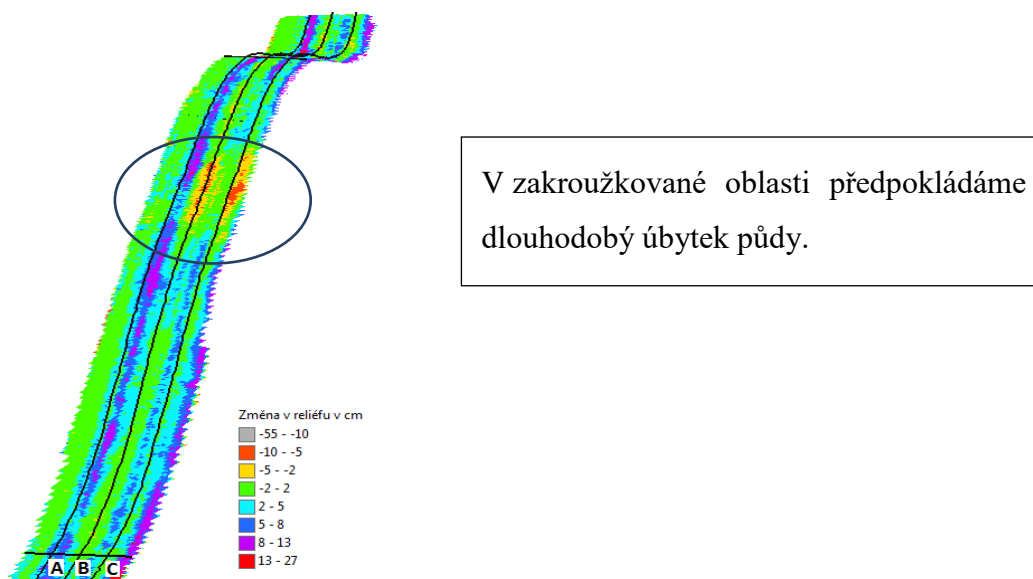 V zakroužkované oblasti předpokládáme
dlouhodobý úbytek půdy.
Změna v reliéfu v cm
-55 - -10
-10 - -5
-5 - -2
-2 - 2
2 - 5
5 - 8
8 - 13
13 - 27
A B C